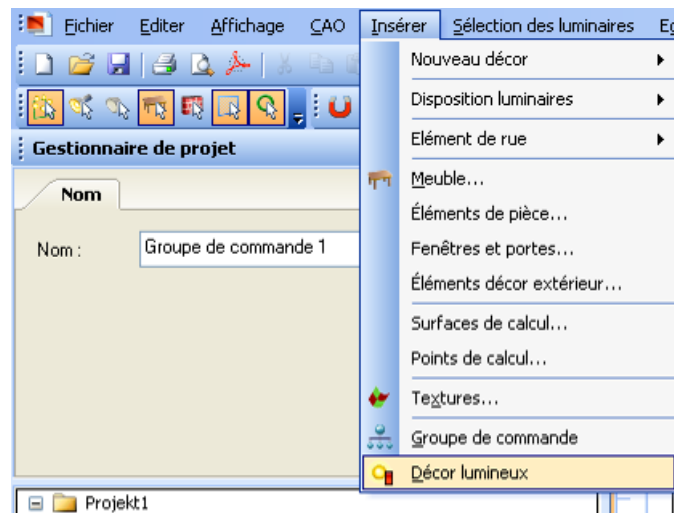 Fichier Editer Affichage CAO Insérer Sélection des luminaires
Nouveau décor
Disposition luminaires
Elément de rue
Gestionnaire de projet
Meuble...
Nom
Éléments de pièce...
Nom : Groupe de commande 1
Fenêtres et portes...
Éléments décor extérieur...
Surfaces de calcul...
Points de calcul...
Textures...
Groupe de commande
Décor lumineux
Projekt1